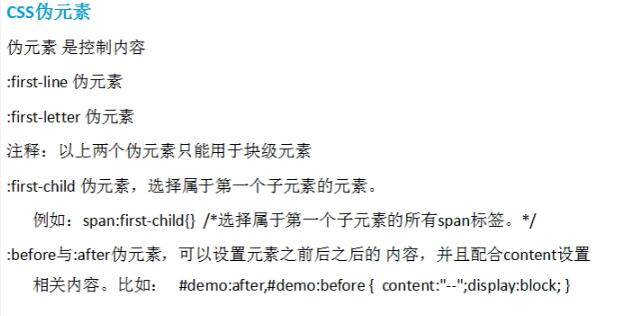 CSS伪元素
伪元素 是控制内容
:first-line 伪元素
:first-letter 伪元素
注释：以上两个伪元素只能用于块级元素
:first-child 伪元素，选择属于第一个子元素的元素。
例如：span:first-child{} /*选择属于第一个子元素的所有span标签。*/
:before与:after伪元素，可以设置元素之前后之后的 内容，并且配合content设置
相关内容。比如： #demo:after,#demo:before { content:"--";display:block; }